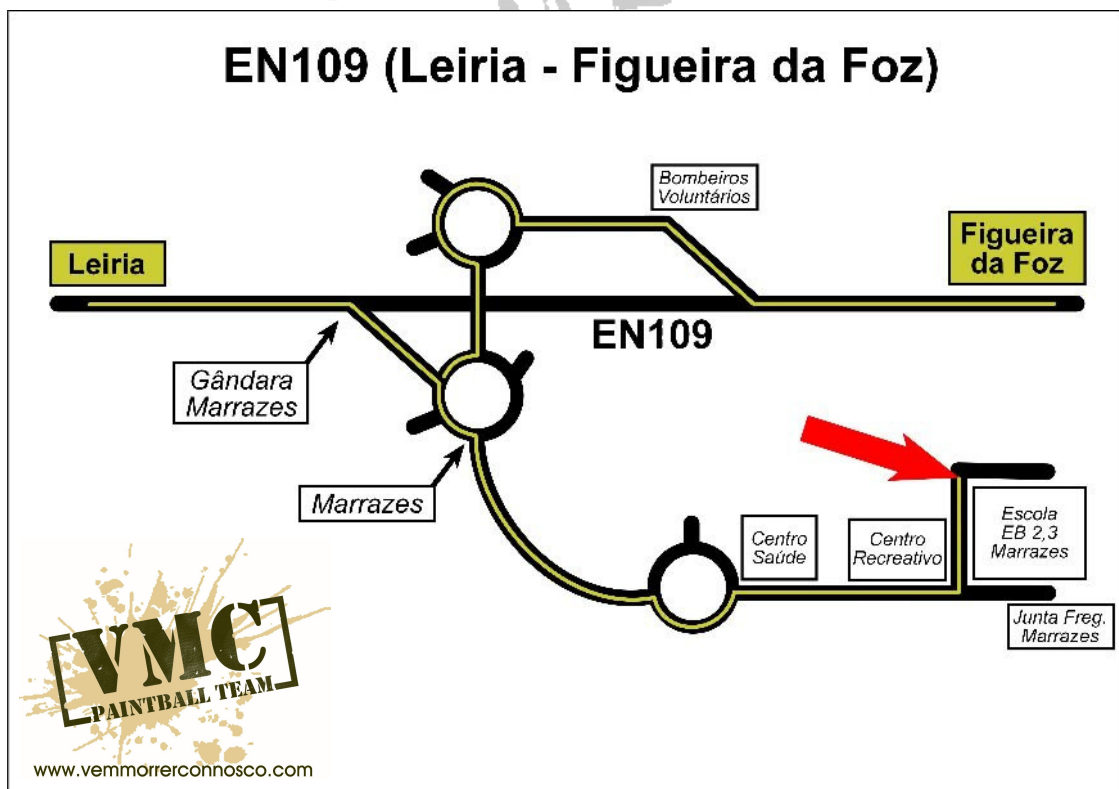 EN109 (Leiria - Figueira da Foz)
Bombeiros
Voluntários
Leiria
Figueira
da Foz
EN109
Gândara
Marrazes
Marrazes
Centro
Saúde
Centro
Recreativo
Escola
EB 2,3
Marrazes
Junta Freg.
Marrazes
VMC
PAINTBALL TEAM
www.vemmorrerconnosco.com